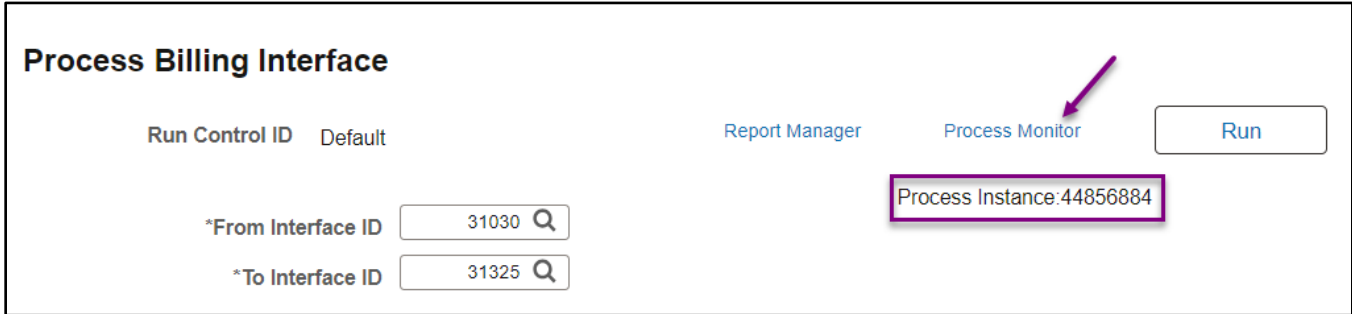 Process Billing Interface
Run Control ID Default Report Manager Process Monitor Run
Process Instance:44856884
*From Interface ID 31030
*To Interface ID 31325